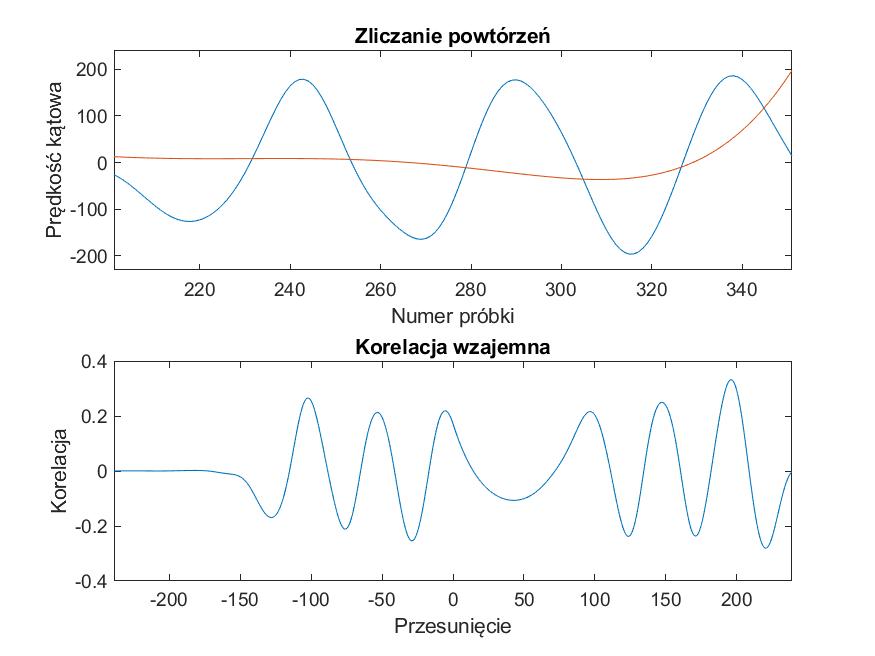 Zliczanie powtórzeń
200
100
0
-100
-200
Prędkość kątowa
220 240 260 280 300 320 340
Numer próbki
Korelacja wzajemna
0.4
0.2
0
-0.2
-0.4
Korelacja
-200 -150 -100 -50 0 50 100 150 200
Przesunięcie